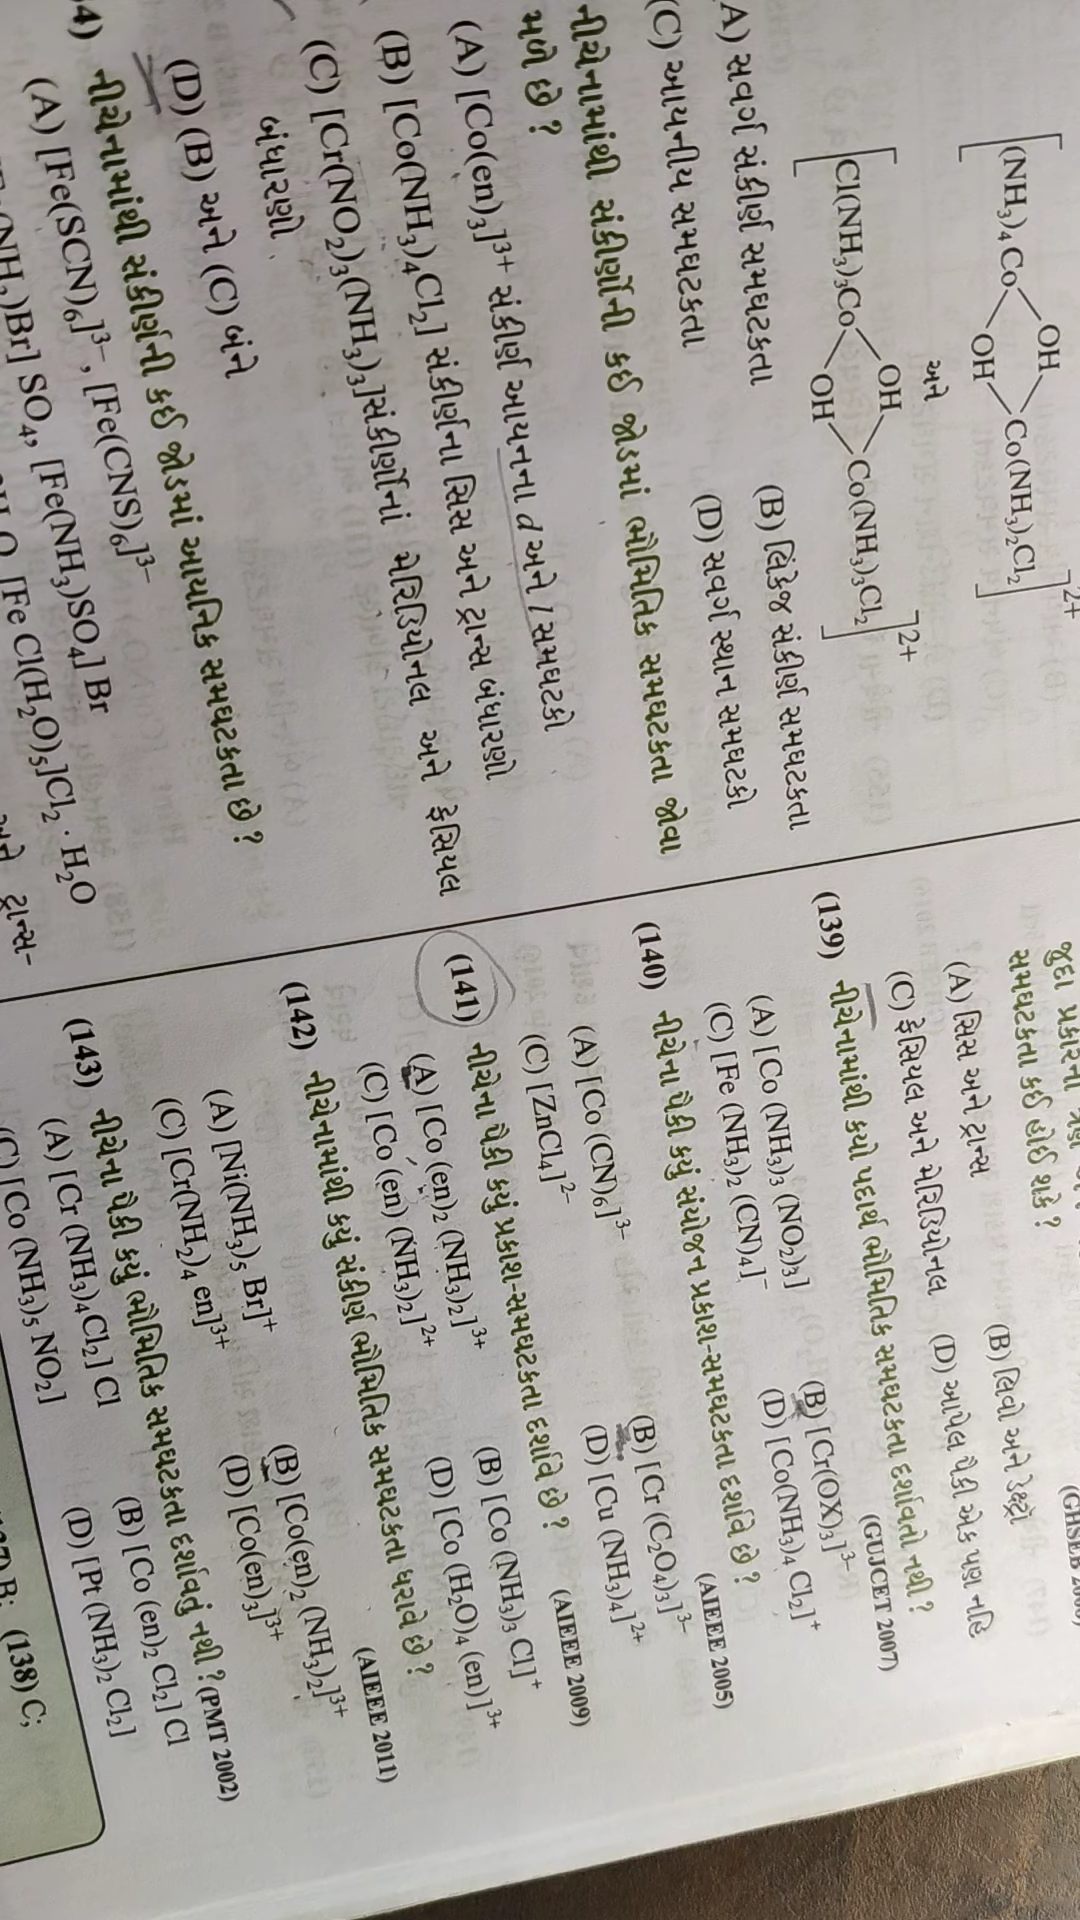 [(NH₃)₄Co OH OH Co(NH₃)₂Cl₂]²⁺
અને
[Cl(NH₃)₃Co OH OH Co(NH₃)₃Cl₂]²⁺
A) સવર્ગ સંકીર્ણ સમઘટકતા (B) લિંકેજ સંકીર્ણ સમઘટકતા
(C) આયનીય સમઘટકતા (D) સવર્ગ સ્થાન સમઘટકો
નીચેનામાંથી સંકીર્ણોની કઈ જોડમાં ભૌમિતિક સમઘટકતા જોવા
મળે છે ?
(A) [Co(en)₃]³⁺ સંકીર્ણ આયનના d અને l સમઘટકો
(B) [Co(NH₃)₄Cl₂] સંકીર્ણના સિસ અને ટ્રાન્સ બંધારણો
(C) [Cr(NO₂)₃(NH₃)₃]સંકીર્ણોનાં મેરિડિયોનલ અને ફેસિયલ
બંધારણો
(D) (B) અને (C) બંને
4) નીચેનામાંથી સંકીર્ણની કઈ જોડમાં આયનિક સમઘટકતા છે ?
(A) [Fe(SCN)₆]³⁻, [Fe(CNS)₆]³⁻
Br] SO₄, [Fe(NH₃)SO₄] Br
[Fe Cl(H₂O)₅]Cl₂ · H₂O
ટ્રાન્સ-
જુદા પ્રકારના
સમઘટકતા કઈ હોઈ શકે ?
(A) સિસ અને ટ્રાન્સ (B) લિવો અને ડેક્ષ્ટ્રો
(C) ફેસિયલ અને મેરિડિયોનલ (D) આપેલ પૈકી એક પણ નહિ
(139) નીચેનામાંથી કયો પદાર્થ ભૌમિતિક સમઘટકતા દર્શાવતો નથી ?
(GUJCET 2007)
(A) [Co (NH₃)₃ (NO₂)₃] (B) [Cr(OX)₃]³⁻
(C) [Fe (NH₃)₂ (CN)₄]⁻ (D) [Co(NH₃)₄ Cl₂]⁺
(140) નીચેના પૈકી કયું સંયોજન પ્રકાશ-સમઘટકતા દર્શાવે છે ?
(AIEEE 2005)
(A) [Co (CN)₆]³⁻ (B) [Cr (C₂O₄)₃]³⁻
(C) [ZnCl₄]²⁻ (D) [Cu (NH₃)₄]²⁺
(141) નીચેના પૈકી કયું પ્રકાશ-સમઘટકતા દર્શાવે છે ? (AIEEE 2009)
(A) [Co (en)₂ (NH₃)₂]³⁺ (B) [Co (NH₃)₃ Cl]⁺
(C) [Co (en) (NH₃)₂]²⁺ (D) [Co (H₂O)₄ (en)]³⁺
(142) નીચેનામાંથી કયું સંકીર્ણ ભૌમિતિક સમઘટકતા ધરાવે છે ?
(AIEEE 2011)
(A) [Ni(NH₃)₅ Br]⁺ (B) [Co(en)₂ (NH₃)₂]³⁺
(C) [Cr(NH₂)₄ en]³⁺ (D) [Co(en)₃]³⁺
(143) નીચેના પૈકી કયું ભૌમિતિક સમઘટકતા દર્શાવતું નથી ? (PMT 2002)
(A) [Cr (NH₃)₄Cl₂] Cl (B) [Co (en)₂ Cl₂] Cl
(C) [Co (NH₃)₅ NO₂] (D) [Pt (NH₃)₂ Cl₂]
B; (138) C;